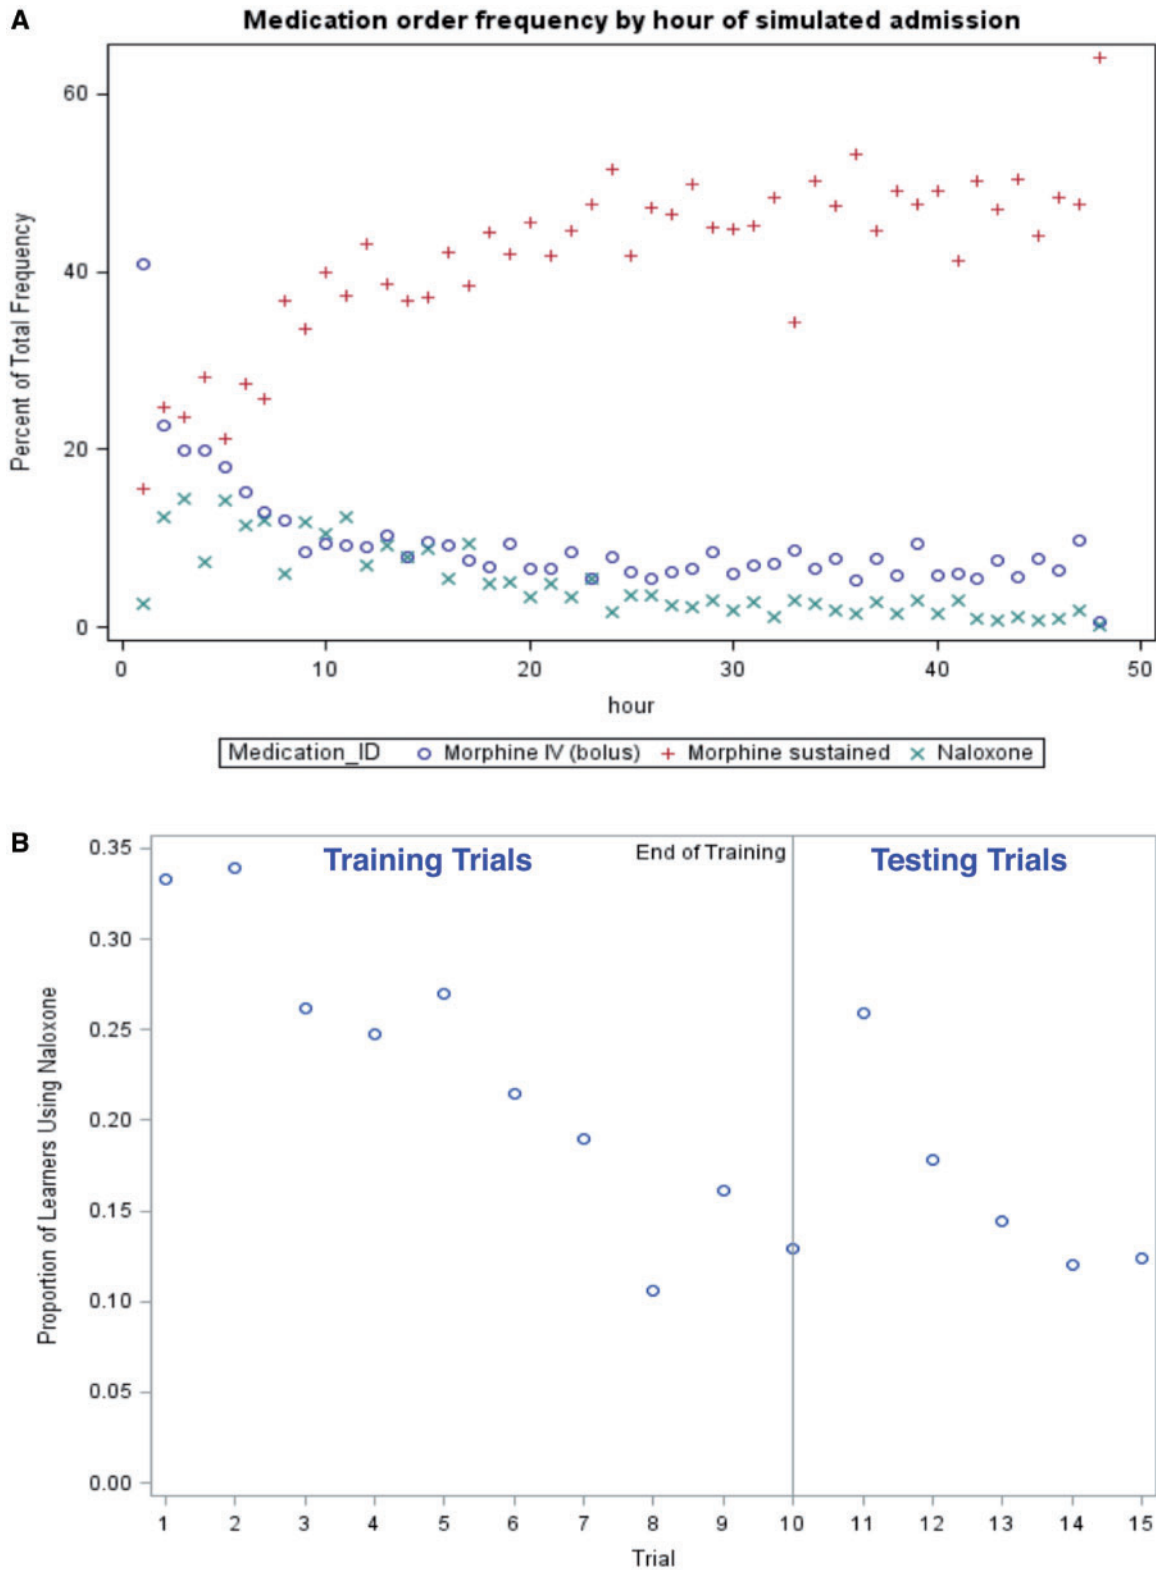 A
Medication order frequency by hour of simulated admission
Percent of Total Frequency
60
40
20
0
0 10 20 30 40 50
hour
Medication_ID Morphine IV (bolus) Morphine sustained Naloxone
B
Training Trials End of Training Testing Trials
Proportion of Learners Using Naloxone
0.35
0.30
0.25
0.20
0.15
0.10
0.05
0.00
1 2 3 4 5 6 7 8 9 10 11 12 13 14 15
Trial